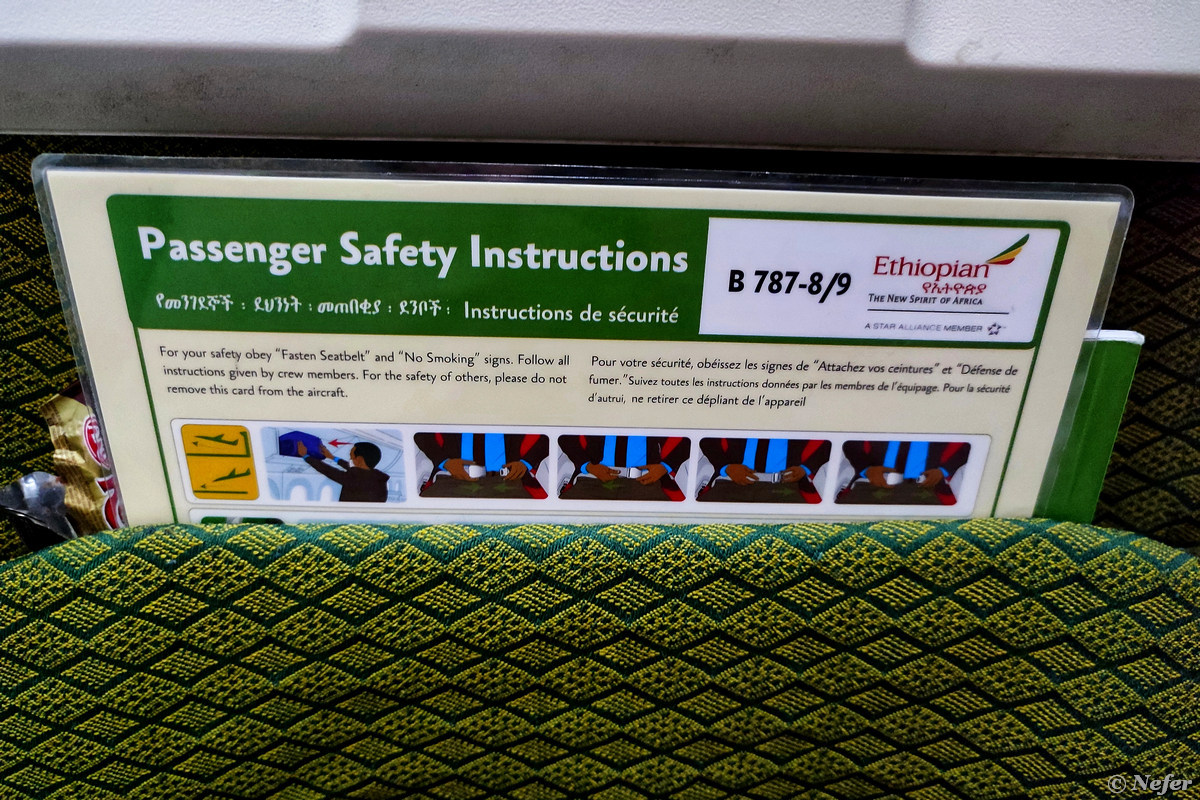 Passenger Safety Instructions
የመንገደኞች : ደህንነት : መጠበቂያ : ደንቦች : Instructions de sécurité
B 787-8/9
Ethiopian
የኢትዮጵያ
THE NEW SPIRIT OF AFRICA
A STAR ALLIANCE MEMBER
For your safety obey "Fasten Seatbelt" and "No Smoking" signs. Follow all
instructions given by crew members. For the safety of others, please do not
remove this card from the aircraft.
Pour votre sécurité, obéissez les signes de "Attachez vos ceintures" et "Défense de
fumer." Suivez toutes les instructions données par les membres de l'équipage. Pour la sécurité
d'autrui, ne retirer ce dépliant de l'appareil
© Nefer